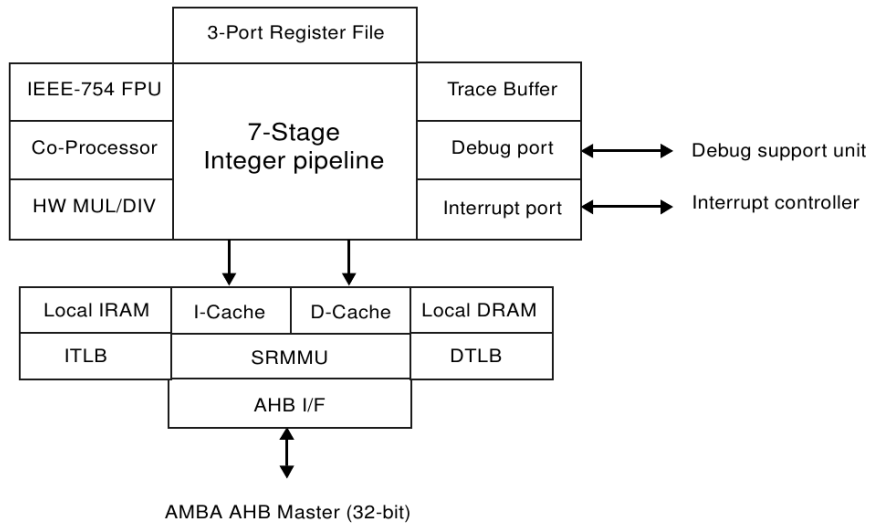 3-Port Register File
IEEE-754 FPU
7-Stage
Integer pipeline
Trace Buffer
Co-Processor
Debug port
Debug support unit
HW MUL/DIV
Interrupt port
Interrupt controller
Local IRAM
I-Cache
D-Cache
Local DRAM
ITLB
SRMMU
DTLB
AHB I/F
AMBA AHB Master (32-bit)